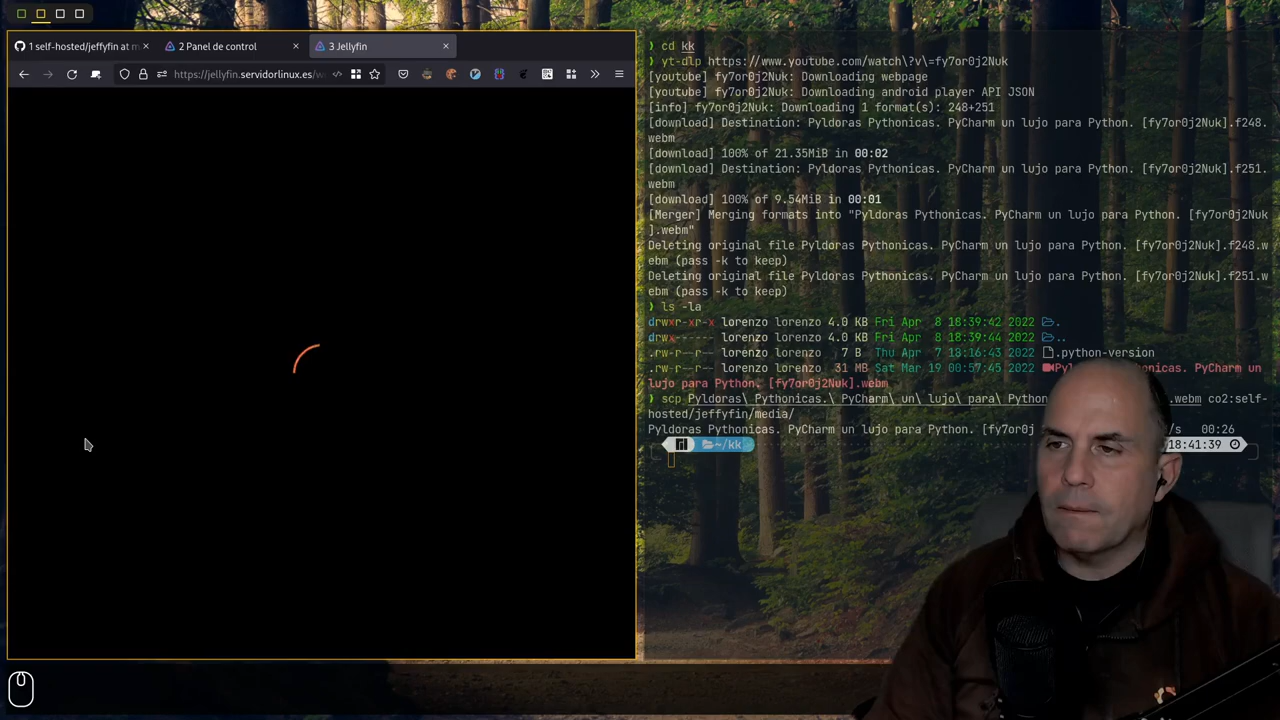 1 self-hosted/jeffyfin at m
2 Panel de control
3 Jellyfin
https://jellyfin.servidorlinux.es/w
❯ cd kk
❯ yt-dlp https://www.youtube.com/watch\?v\=fy7or0j2Nuk
[youtube] fy7or0j2Nuk: Downloading webpage
[youtube] fy7or0j2Nuk: Downloading android player API JSON
[info] fy7or0j2Nuk: Downloading 1 format(s): 248+251
[download] Destination: Pyldoras Pythonicas. PyCharm un lujo para Python. [fy7or0j2Nuk].f248.
webm
[download] 100% of 21.35MiB in 00:02
[download] Destination: Pyldoras Pythonicas. PyCharm un lujo para Python. [fy7or0j2Nuk].f251.
webm
[download] 100% of 9.54MiB in 00:01
[Merger] Merging formats into "Pyldoras Pythonicas. PyCharm un lujo para Python. [fy7or0j2Nuk
].webm"
Deleting original file Pyldoras Pythonicas. PyCharm un lujo para Python. [fy7or0j2Nuk].f248.w
ebm (pass -k to keep)
Deleting original file Pyldoras Pythonicas. PyCharm un lujo para Python. [fy7or0j2Nuk].f251.w
ebm (pass -k to keep)
❯ ls -la
drwxr-xr-x lorenzo lorenzo 4.0 KB Fri Apr 8 18:39:42 2022 .
drwx------ lorenzo lorenzo 4.0 KB Fri Apr 8 18:39:44 2022 ..
.rw-r--r-- lorenzo lorenzo 7 B Thu Apr 7 18:16:43 2022 .python-version
.rw-r--r-- lorenzo lorenzo 31 MB Sat Mar 19 00:57:45 2022 Py nicas. PyCharm un
lujo para Python. [fy7or0j2Nuk].webm
❯ scp Pyldoras\ Pythonicas.\ PyCharm\ un\ lujo\ para\ Python .webm co2:self-
hosted/jeffyfin/media/
Pyldoras Pythonicas. PyCharm un lujo para Python. [fy7or0j /s 00:26
~/kk 18:41:39